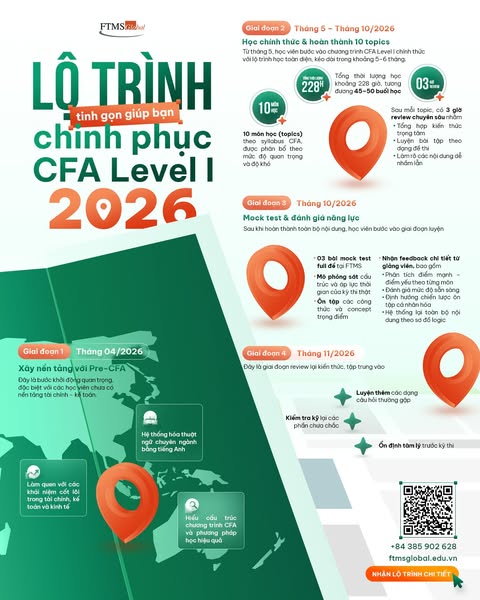 FTMSGlobal
LỘ TRÌNH
tinh gọn giúp bạn
chinh phục
CFA Level I
2026
Giai đoạn 1
Tháng 04/2026
Xây nền tảng với Pre-CFA
Đây là bước khởi động quan trọng,
đặc biệt với các học viên chưa có
nền tảng tài chính - kế toán.
Hệ thống hóa thuật
ngữ chuyên ngành
bằng tiếng Anh
Làm quen với các
khái niệm cốt lõi
trong tài chính, kế
toán và kinh tế
Hiểu cấu trúc
chương trình CFA
và phương pháp
học hiệu quả
Giai đoạn 2
Tháng 5 – Tháng 10/2026
Học chính thức & hoàn thành 10 topics
Từ tháng 5, học viên bước vào chương trình CFA Level I chính thức
với lộ trình học toàn diện, kéo dài trong khoảng 5-6 tháng.
10
MÔN HỌC
10 môn học (topics)
theo syllabus CFA,
được phân bổ theo
mức độ quan trọng
và độ khó
228H
Tổng thời lượng học
khoảng 228 giờ, tương
đương 45–50 buổi học
03
GIỜ REVIEW
Sau mỗi topic, có 3 giờ
review chuyên sâu nhằm
• Tổng hợp kiến thức
trọng tâm
• Luyện bài tập theo
dạng đề thi
• Làm rõ các nội dung dễ
nhầm lẫn
Giai đoạn 3
Tháng 10/2026
Mock test & đánh giá năng lực
Sau khi hoàn thành toàn bộ nội dung, học viên bước vào giai đoạn luyện
• 03 bài mock test
full đề tại FTMS
• Mô phỏng sát cấu
trúc và áp lực thời
gian của kỳ thi thật
• Ôn tập các công
thức và concept
trọng điểm
• Nhận feedback chi tiết từ
giảng viên, bao gồm
• Phân tích điểm mạnh –
điểm yếu theo từng môn
• Đánh giá mức độ sẵn sàng
• Định hướng chiến lược ôn
tập cá nhân hóa
• Hệ thống lại toàn bộ nội
dung theo sơ đồ logic
Giai đoạn 4
Tháng 11/2026
Đây là giai đoạn review lại kiến thức, tập trung vào
Luyện thêm các dạng
câu hỏi thường gặp
Kiểm tra kỹ lại các
phần chưa chắc
Ổn định tâm lý trước kỳ thi
+84 385 902 628
ftmsglobal.edu.vn
NHẬN LỘ TRÌNH CHI TIẾT